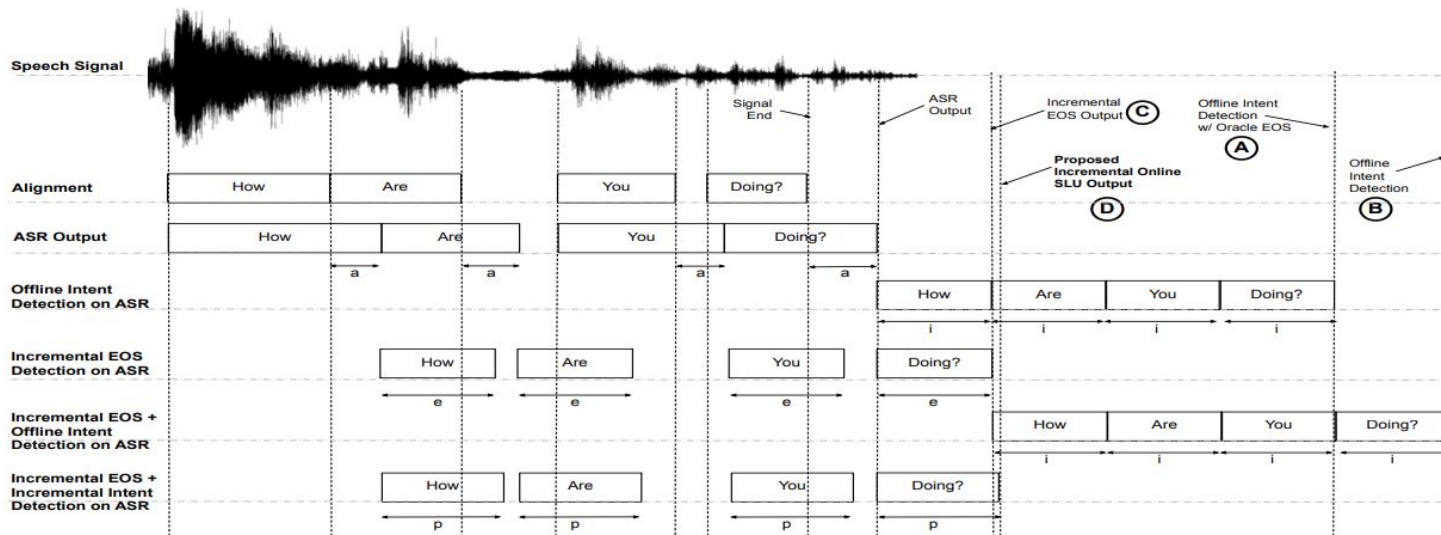 Speech Signal
Signal
End
ASR
Output
Incremental
EOS Output C
Offline Intent
Detection
w/ Oracle EOS
A
Proposed
Incremental Online
SLU Output
D
Offline
Intent
Detection
B
Alignment
How Are You Doing?
ASR Output
How Are You Doing?
a a a a
Offline Intent
Detection on ASR
How Are You Doing?
i i i i
Incremental EOS
Detection on ASR
How Are You Doing?
e e e e
Incremental EOS +
Offline Intent
Detection on ASR
How Are You Doing?
i i i i
Incremental EOS +
Incremental Intent
Detection on ASR
How Are You Doing?
p p p p